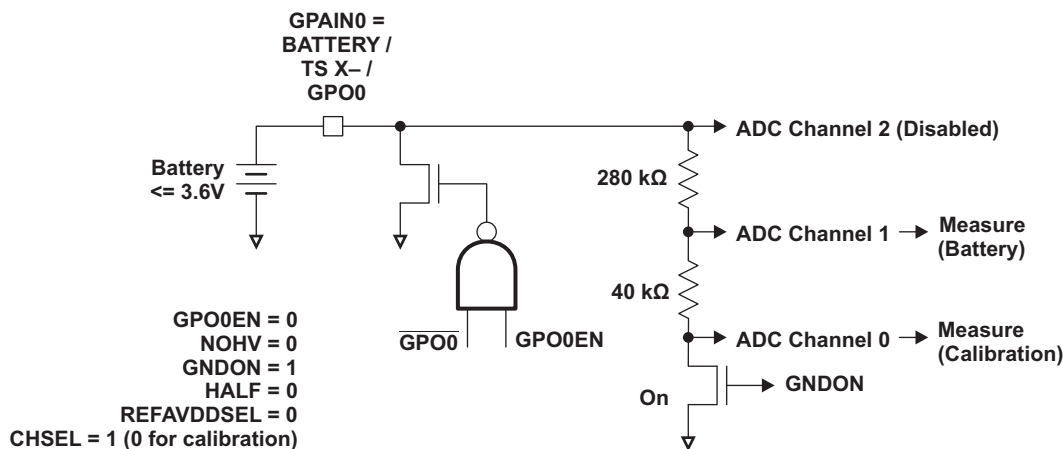 GPAIN0 =
BATTERY /
TS X– /
GPO0
ADC Channel 2 (Disabled)
Battery
<= 3.6V
280 kΩ
ADC Channel 1
Measure
(Battery)
40 kΩ
GPO0
GPO0EN
ADC Channel 0
Measure
(Calibration)
GNDON
On
GPO0EN = 0
NOHV = 0
GNDON = 1
HALF = 0
REFAVDDSEL = 0
CHSEL = 1 (0 for calibration)